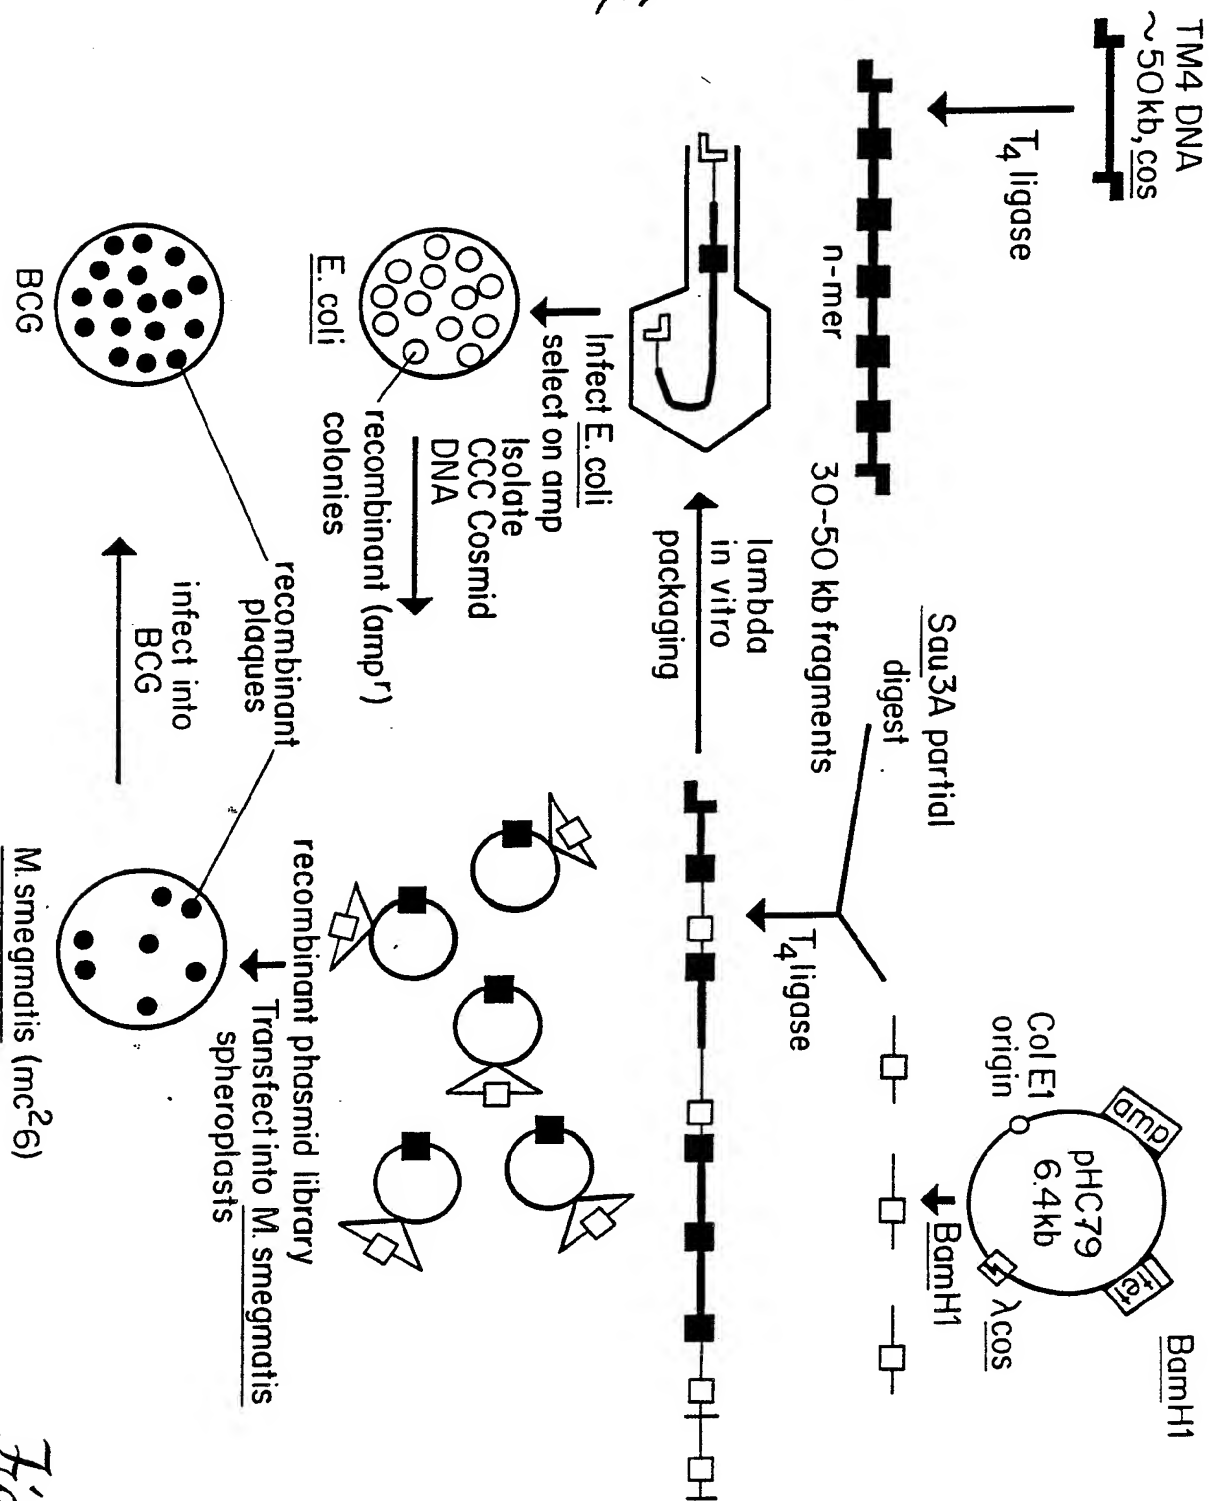 TM4 DNA
~50kb, cos
T4 ligase
n-mer
30-50 kb fragments
Sau3A partial
digest
BamH1
amp
tet
pHC79
6.4kb
Col E1
origin
λcos
BamH1
T4 ligase
lambda
in vitro
packaging
Infect E. coli
select on amp
Isolate
CCC Cosmid
DNA
E. coli
recombinant (ampr)
colonies
recombinant phasmid library
Transfect into M. smegmatis
spheroplasts
recombinant
plaques
infect into
BCG
BCG
M. smegmatis (mc26)